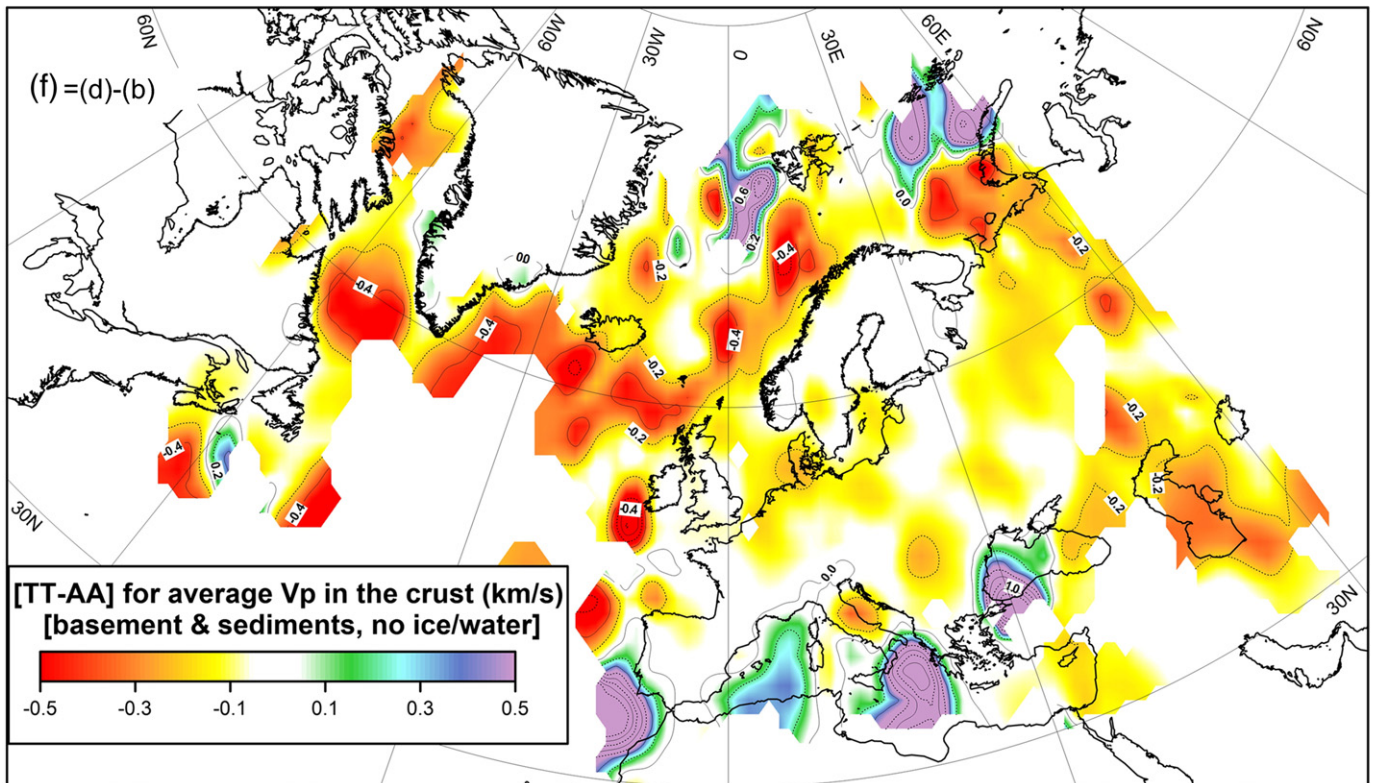 60N
60W
30W
0
30E
60E
60N
(f) =(d)-(b)
0.6
0.2
0.0
-0.2
-0.4
00
-0.2
-0.4
-0.4
-0.4
-0.2
-0.2
-0.4
0.2
-0.4
-0.2
-0.4
-0.2
-0.2
-0.2
30N
0.0
1.0
30N
[TT-AA] for average Vp in the crust (km/s)
[basement & sediments, no ice/water]
-0.5 -0.3 -0.1 0.1 0.3 0.5